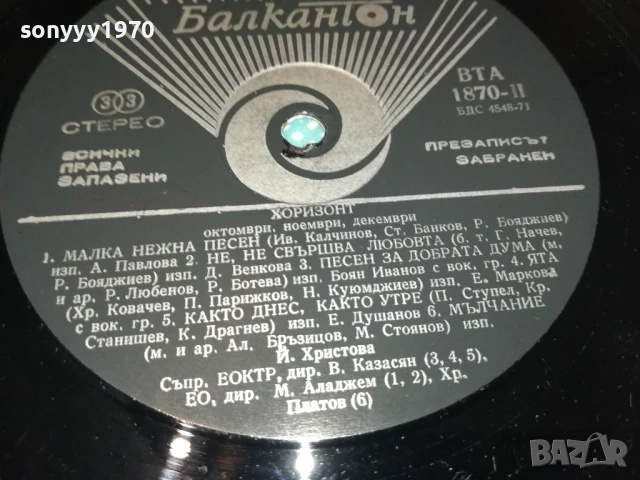 sonyyy1970
Балкантон
33
СТЕРЕО
ВТА
1870-II
БДС 4548-71
ВСИЧКИ
ПРАВА
ЗАПАЗЕНИ
ПРЕЗАПИСЪТ
ЗАБРАНЕН
ХОРИЗОНТ
октомври, ноември, декември
1. МАЛКА НЕЖНА ПЕСЕН (Ив. Калчинов, Ст. Банков, Р. Бояджиев)
изп. А. Павлова 2. НЕ, НЕ СВЪРШВА ЛЮБОВТА (б. т. Г. Начев,
Р. Бояджиев) изп. Д. Венкова 3. ПЕСЕН ЗА ДОБРАТА ДУМА (м.
и ар. Р. Любенов, Р. Ботева) изп. Боян Иванов с вок. гр. 4. ЯТА
(Хр. Ковачев, П. Парижков, Н. Куюмджиев) изп. Е. Маркова
с вок. гр. 5. КАКТО ДНЕС, КАКТО УТРЕ (П. Ступел, Кр.
Станишев, К. Драгнев) изп. Е. Душанов 6. МЪЛЧАНИЕ
(м. и ар. Ал. Бръзицов, М. Стоянов) изп.
Й. Христова
Съпр. ЕОКТР, дир. В. Казасян (3, 4, 5),
ЕО, дир. М. Аладжем (1, 2), Хр.
Платов (6)
BAZAR